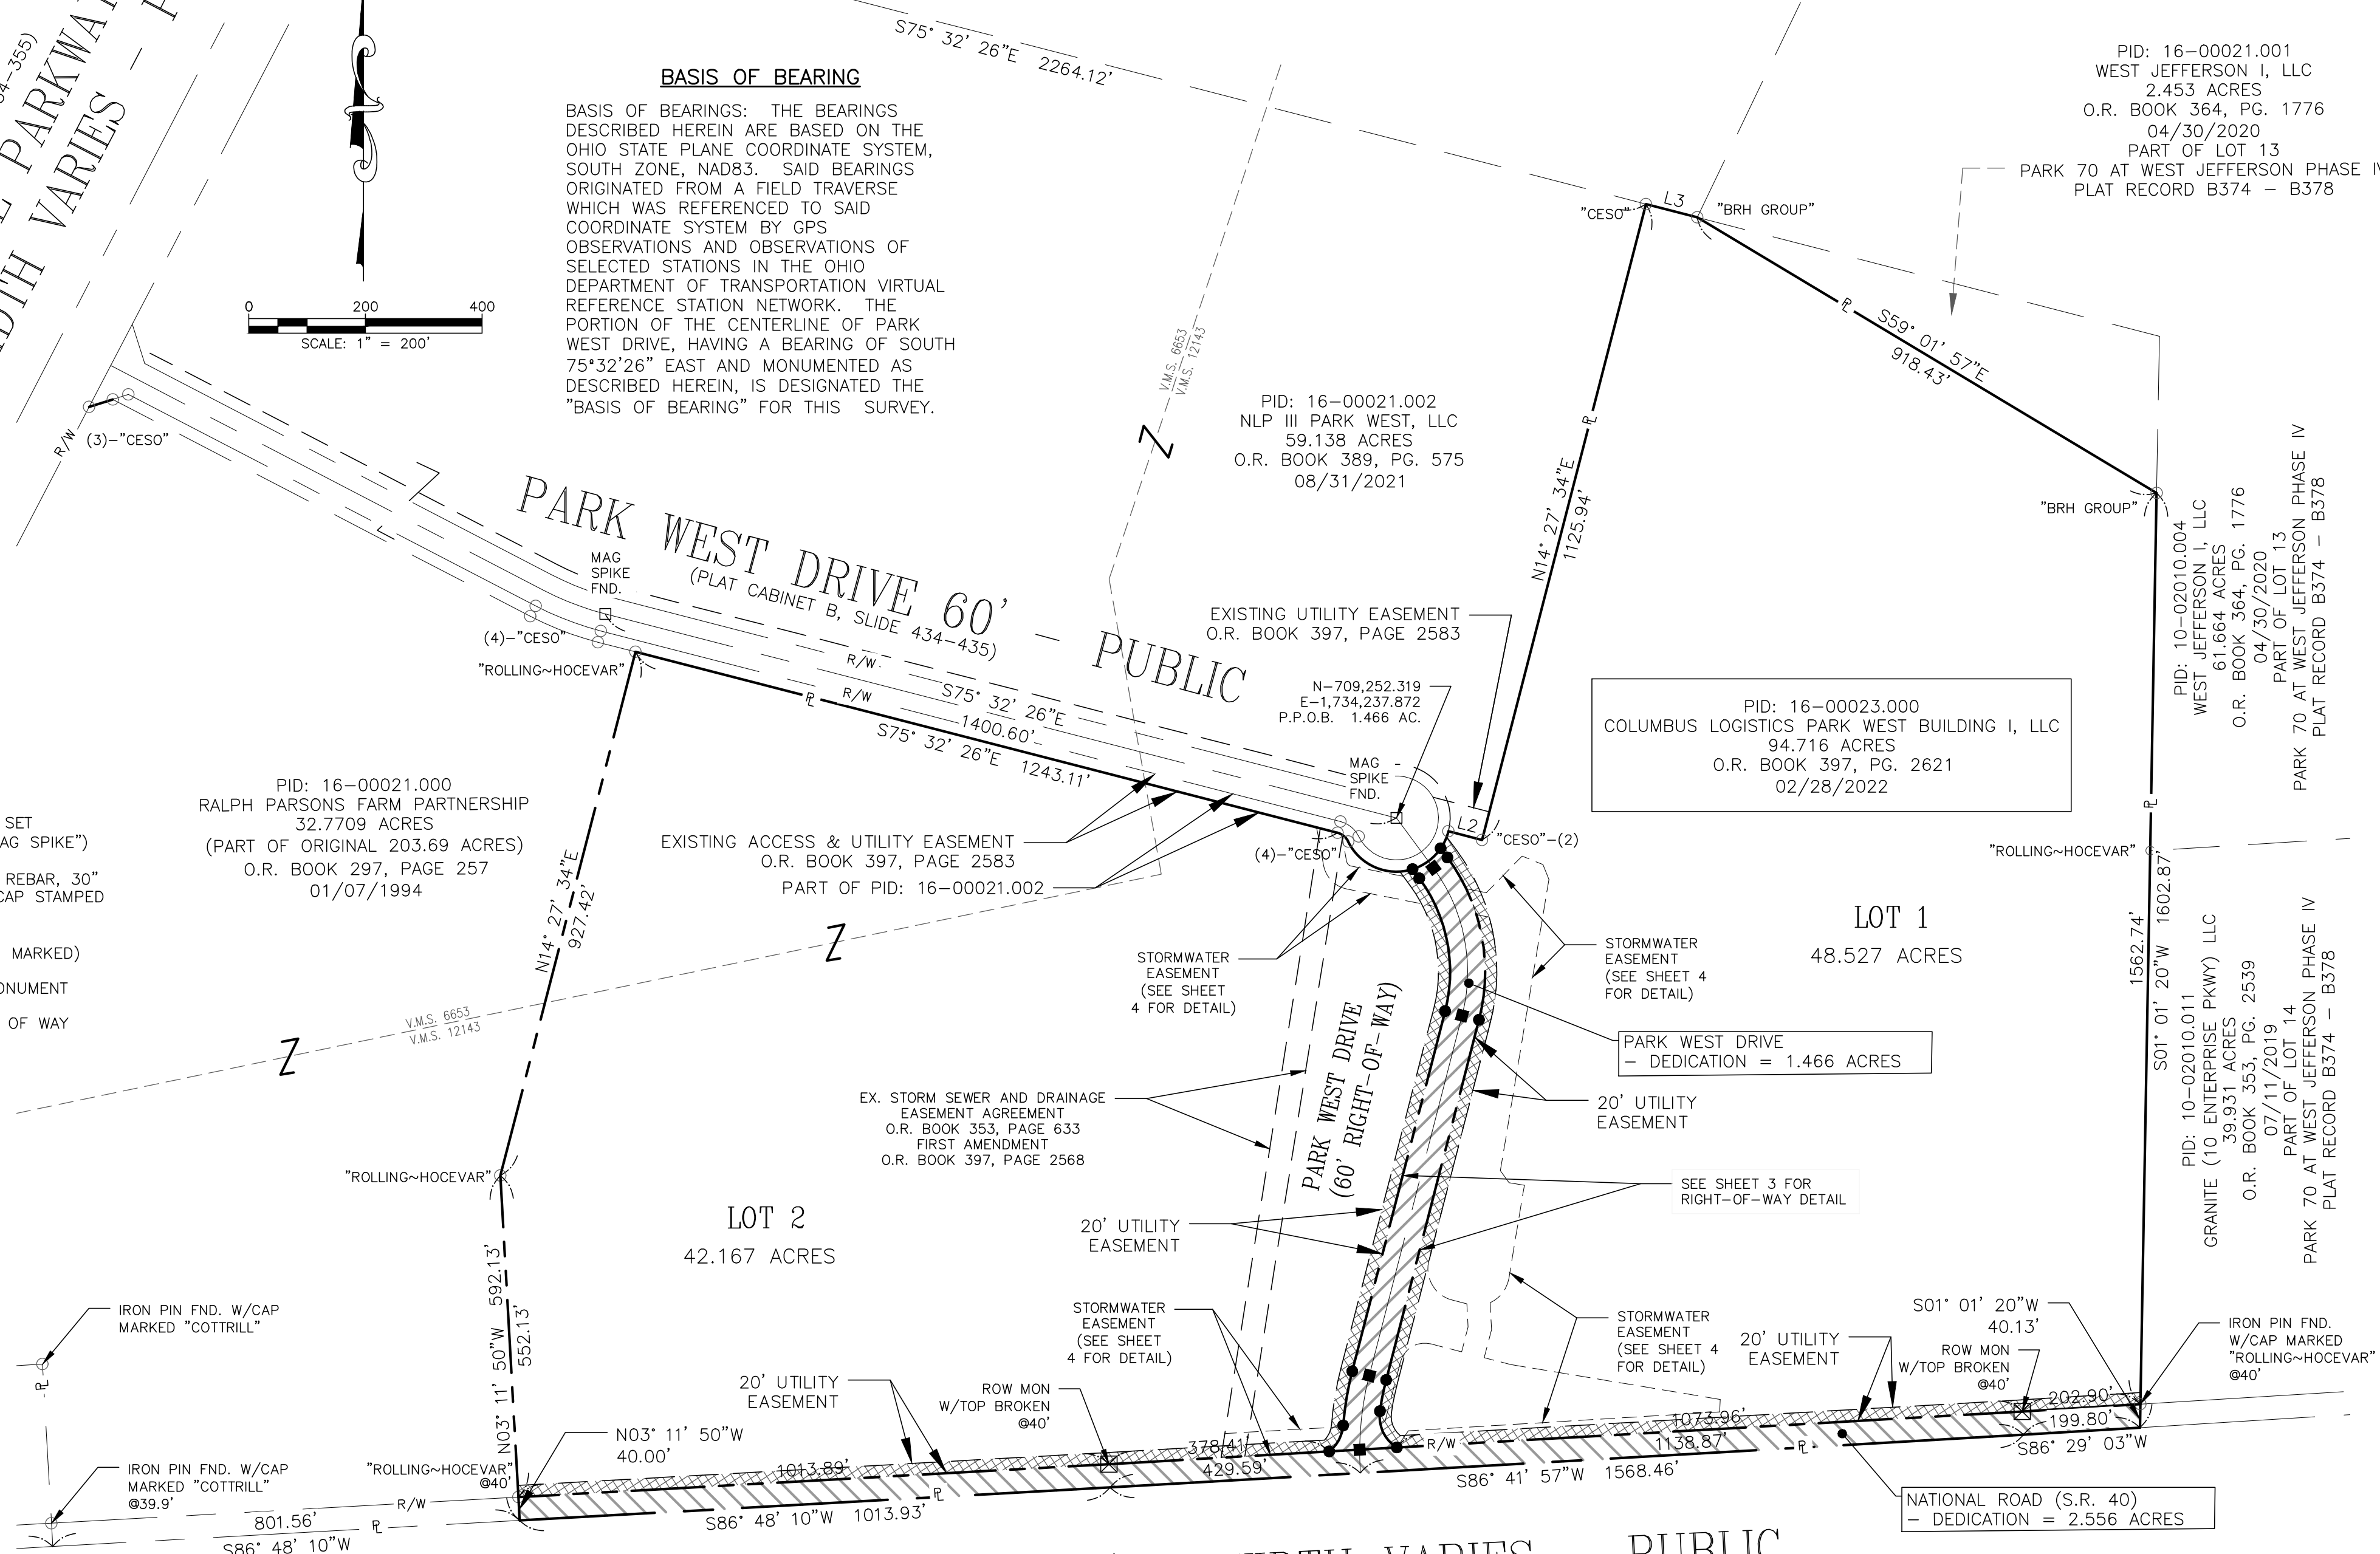 34-355)
E PARKWAY
DTH VARIES
S75° 32' 26"E 2264.12'
BASIS OF BEARING
BASIS OF BEARINGS: THE BEARINGS
DESCRIBED HEREIN ARE BASED ON THE
OHIO STATE PLANE COORDINATE SYSTEM,
SOUTH ZONE, NAD83. SAID BEARINGS
ORIGINATED FROM A FIELD TRAVERSE
WHICH WAS REFERENCED TO SAID
COORDINATE SYSTEM BY GPS
OBSERVATIONS AND OBSERVATIONS OF
SELECTED STATIONS IN THE OHIO
DEPARTMENT OF TRANSPORTATION VIRTUAL
REFERENCE STATION NETWORK. THE
PORTION OF THE CENTERLINE OF PARK
WEST DRIVE, HAVING A BEARING OF SOUTH
75°32'26" EAST AND MONUMENTED AS
DESCRIBED HEREIN, IS DESIGNATED THE
"BASIS OF BEARING" FOR THIS SURVEY.
0 200 400
SCALE: 1" = 200'
PID: 16-00021.001
WEST JEFFERSON I, LLC
2.453 ACRES
O.R. BOOK 364, PG. 1776
04/30/2020
PART OF LOT 13
PARK 70 AT WEST JEFFERSON PHASE IV
PLAT RECORD B374 - B378
"CESO"
L3
"BRH GROUP"
S59° 01' 57"E
918.43'
"BRH GROUP"
V.M.S. 6653
V.M.S. 12143
Z
PID: 16-00021.002
NLP III PARK WEST, LLC
59.138 ACRES
O.R. BOOK 389, PG. 575
08/31/2021
N14° 27' 34"E
1125.94'
R/W
(3)-"CESO"
PARK WEST DRIVE 60' - PUBLIC
(PLAT CABINET B, SLIDE 434-435)
MAG
SPIKE
FND.
(4)-"CESO"
"ROLLING~HOCEVAR"
R/W
R/W
S75° 32' 26"E
1400.60'
S75° 32' 26"E 1243.11'
EXISTING UTILITY EASEMENT
O.R. BOOK 397, PAGE 2583
N-709,252.319
E-1,734,237.872
P.P.O.B. 1.466 AC.
MAG
SPIKE
FND.
L2
"CESO"-(2)
(4)-"CESO"
PID: 16-00023.000
COLUMBUS LOGISTICS PARK WEST BUILDING I, LLC
94.716 ACRES
O.R. BOOK 397, PG. 2621
02/28/2022
PID: 10-02010.004
WEST JEFFERSON I, LLC
61.664 ACRES
O.R. BOOK 364, PG. 1776
04/30/2020
PART OF LOT 13
PARK 70 AT WEST JEFFERSON PHASE IV
PLAT RECORD B374 - B378
PID: 16-00021.000
RALPH PARSONS FARM PARTNERSHIP
32.7709 ACRES
(PART OF ORIGINAL 203.69 ACRES)
O.R. BOOK 297, PAGE 257
01/07/1994
SET
AG SPIKE")
REBAR, 30"
CAP STAMPED
MARKED)
ONUMENT
OF WAY
EXISTING ACCESS & UTILITY EASEMENT
O.R. BOOK 397, PAGE 2583
PART OF PID: 16-00021.002
N14° 27' 34"E
927.42'
Z
Z
V.M.S. 6653
V.M.S. 12143
"ROLLING~HOCEVAR"
LOT 1
48.527 ACRES
STORMWATER
EASEMENT
(SEE SHEET
4 FOR DETAIL)
STORMWATER
EASEMENT
(SEE SHEET 4
FOR DETAIL)
PARK WEST DRIVE
(60' RIGHT-OF-WAY)
PARK WEST DRIVE
- DEDICATION = 1.466 ACRES
20' UTILITY
EASEMENT
S01° 01' 20"W 1602.87'
1562.74'
PID: 10-02010.011
GRANITE (10 ENTERPRISE PKWY) LLC
39.931 ACRES
O.R. BOOK 353, PG. 2539
07/11/2019
PART OF LOT 14
PARK 70 AT WEST JEFFERSON PHASE IV
PLAT RECORD B374 - B378
EX. STORM SEWER AND DRAINAGE
EASEMENT AGREEMENT
O.R. BOOK 353, PAGE 633
FIRST AMENDMENT
O.R. BOOK 397, PAGE 2568
"ROLLING~HOCEVAR"
SEE SHEET 3 FOR
RIGHT-OF-WAY DETAIL
LOT 2
42.167 ACRES
20' UTILITY
EASEMENT
N03° 11' 50"W 592.13'
552.13'
IRON PIN FND. W/CAP
MARKED "COTTRILL"
STORMWATER
EASEMENT
(SEE SHEET
4 FOR DETAIL)
STORMWATER
EASEMENT
(SEE SHEET 4
FOR DETAIL)
20' UTILITY
EASEMENT
S01° 01' 20"W
40.13'
ROW MON
W/TOP BROKEN
@40'
IRON PIN FND.
W/CAP MARKED
"ROLLING~HOCEVAR"
@40'
20' UTILITY
EASEMENT
ROW MON
W/TOP BROKEN
@40'
N03° 11' 50"W
40.00'
"ROLLING~HOCEVAR"
@40'
IRON PIN FND. W/CAP
MARKED "COTTRILL"
@39.9'
801.56'
R/W
S86° 48' 10"W
1013.89'
S86° 48' 10"W 1013.93'
378.41'
429.59'
R/W
1073.96'
1138.87'
S86° 41' 57"W 1568.46'
202.90'
199.80'
S86° 29' 03"W
NATIONAL ROAD (S.R. 40)
- DEDICATION = 2.556 ACRES
VARIES PUBLIC